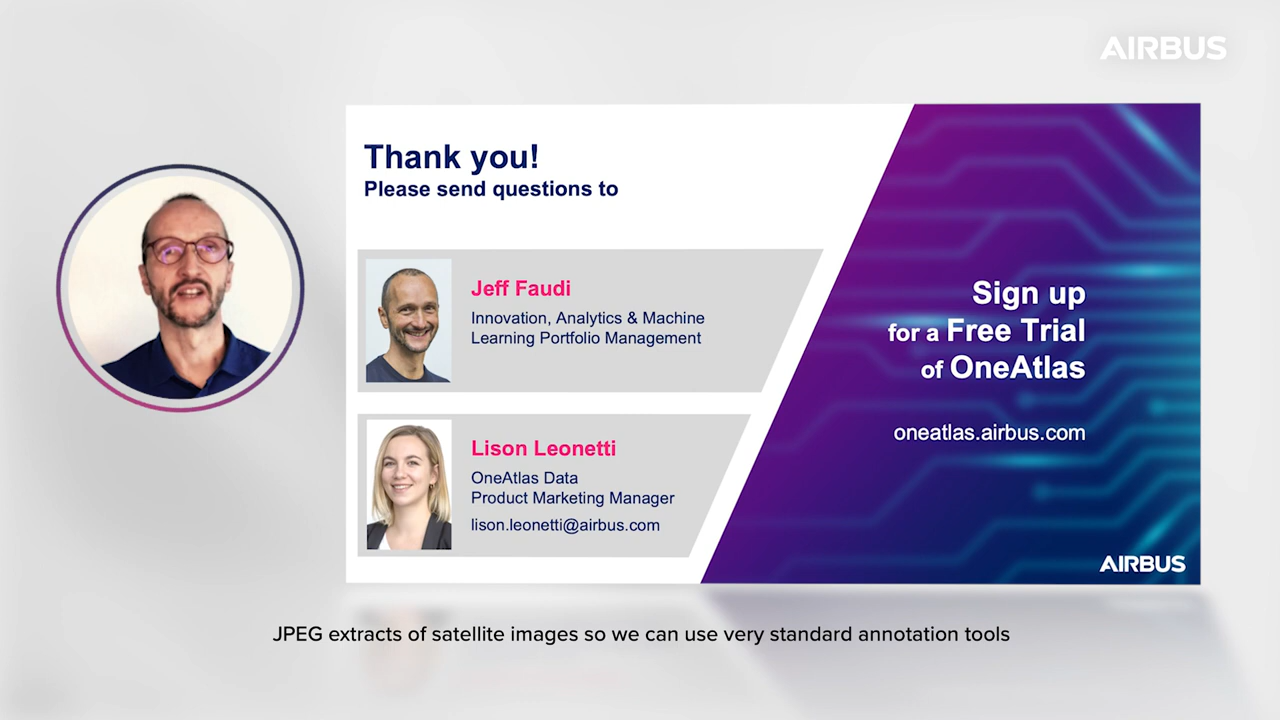 AIRBUS
Thank you!
Please send questions to
Jeff Faudi
Innovation, Analytics & Machine
Learning Portfolio Management
Lison Leonetti
OneAtlas Data
Product Marketing Manager
lison.leonetti@airbus.com
Sign up
for a Free Trial
of OneAtlas
oneatlas.airbus.com
AIRBUS
JPEG extracts of satellite images so we can use very standard annotation tools